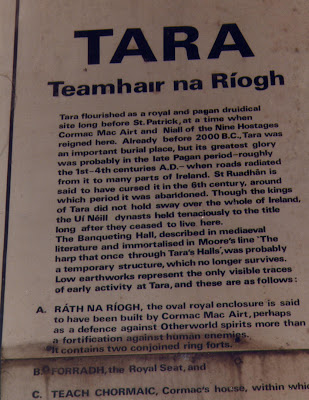 TARA
Teamhair na Ríogh
Tara flourished as a royal and pagan druidical
site long before St. Patrick, at a time when
Cormac Mac Airt and Niall of the Nine Hostages
reigned here. Already before 2000 B.C., Tara was
an important burial place, but its greatest glory
was probably in the late Pagan period-roughly
the 1st-4th centuries A.D.- when roads radiated
from it to many parts of Ireland. St Ruadhán is
said to have cursed it in the 6th century, around
which period it was abandoned. Though the kings
of Tara did not hold sway over the whole of Ireland,
the Uí Néill dynasts held tenaciously to the title
long after they ceased to live here.
The Banqueting Hall, described in mediaeval
literature and immortalised in Moore's line 'The
harp that once through Tara's Halls', was probably
a temporary structure, which no longer survives.
Low earthworks represent the only visible traces
of early activity at Tara, and these are as follows:
A. RÁTH NA RÍOGH, the oval royal enclosure is said
to have been built by Cormac Mac Airt, perhaps
as a defence against Otherworld spirits more than
a fortification against human enemies.
It contains two conjoined ring forts.
B. FORRADH, the Royal Seat, and
C. TEACH CHORMAIC, Cormac's house, within which